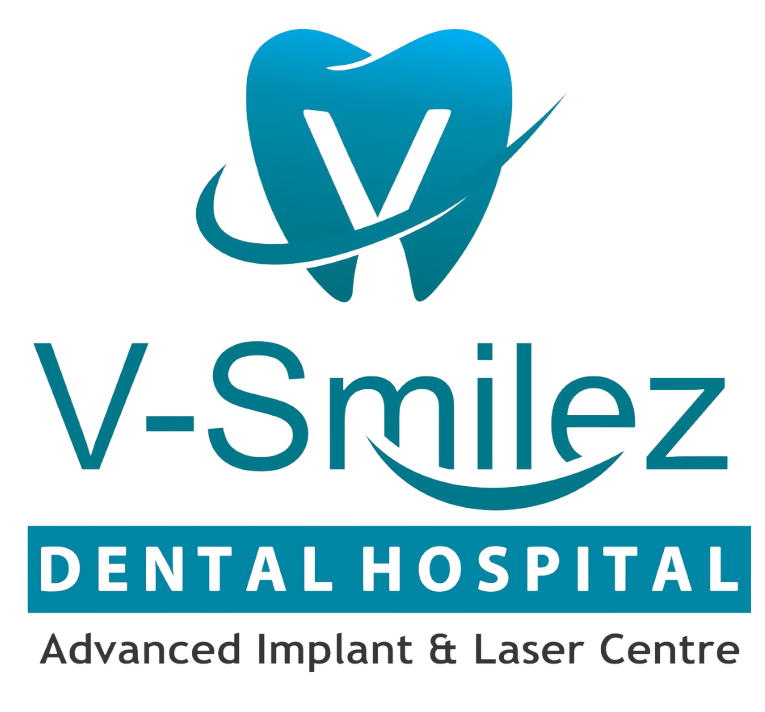 V
V-Smilez
DENTAL HOSPITAL
Advanced Implant & Laser Centre